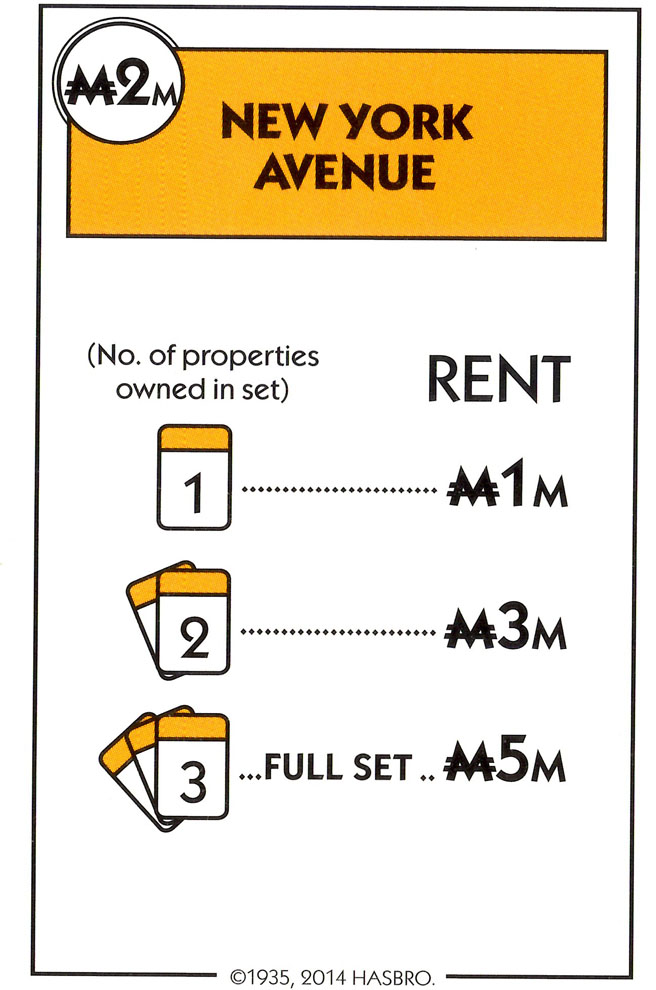 ₩2M
NEW YORK
AVENUE
(No. of properties
owned in set)
RENT
1 .......................... ₩1M
2 .......................... ₩3M
3 ...FULL SET .. ₩5M
©1935, 2014 HASBRO.